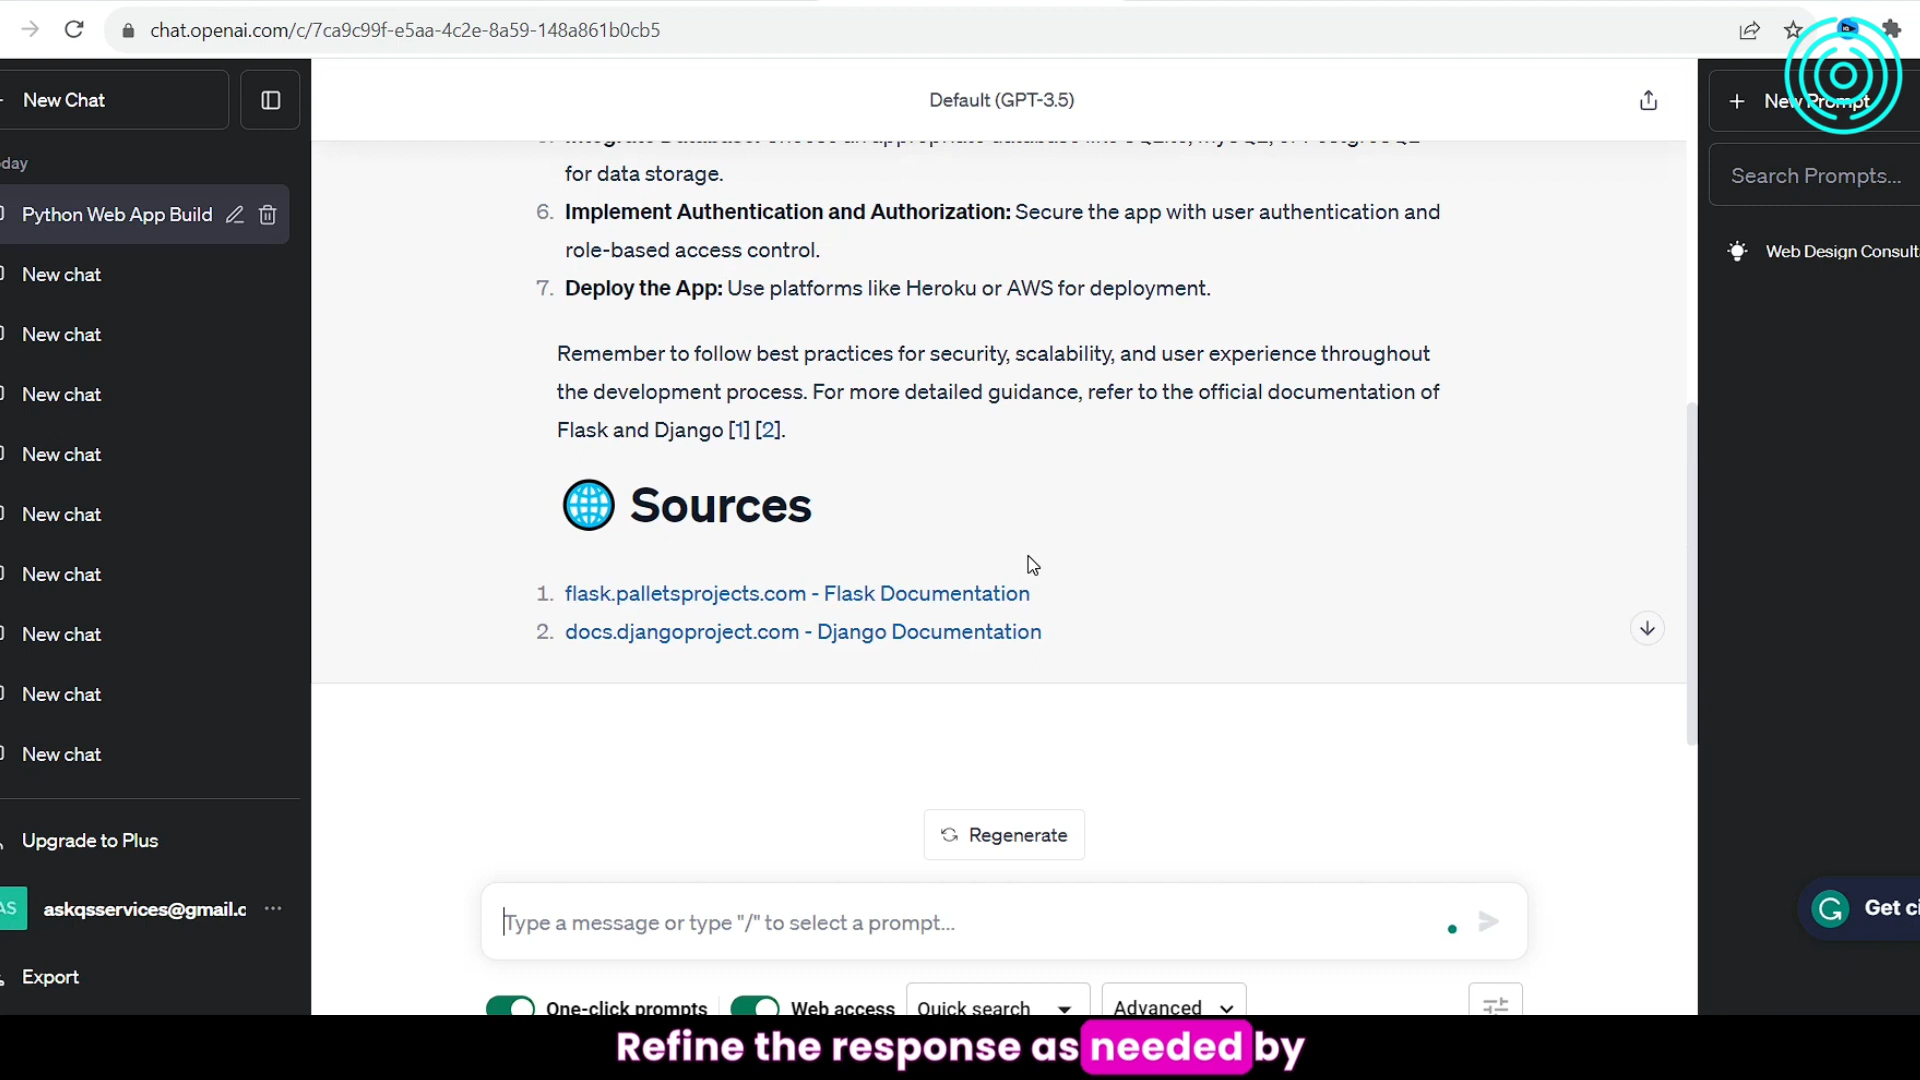 chat.openai.com/c/7ca9c99f-e5aa-4c2e-8a59-148a861b0cb5
New Chat
Default (GPT-3.5)
New Prompt
Search Prompts...
Web Design Consult
day
Python Web App Build
New chat
New chat
New chat
New chat
New chat
New chat
New chat
New chat
New chat
Upgrade to Plus
AS
askqsservices@gmail.c
Export
for data storage.
6. Implement Authentication and Authorization: Secure the app with user authentication and
role-based access control.
7. Deploy the App: Use platforms like Heroku or AWS for deployment.
Remember to follow best practices for security, scalability, and user experience throughout
the development process. For more detailed guidance, refer to the official documentation of
Flask and Django [1] [2].
Sources
1. flask.palletsprojects.com - Flask Documentation
2. docs.djangoproject.com - Django Documentation
Regenerate
Type a message or type "/" to select a prompt...
Get ci
One-click prompts
Web access
Quick search
Advanced
Refine the response as needed by